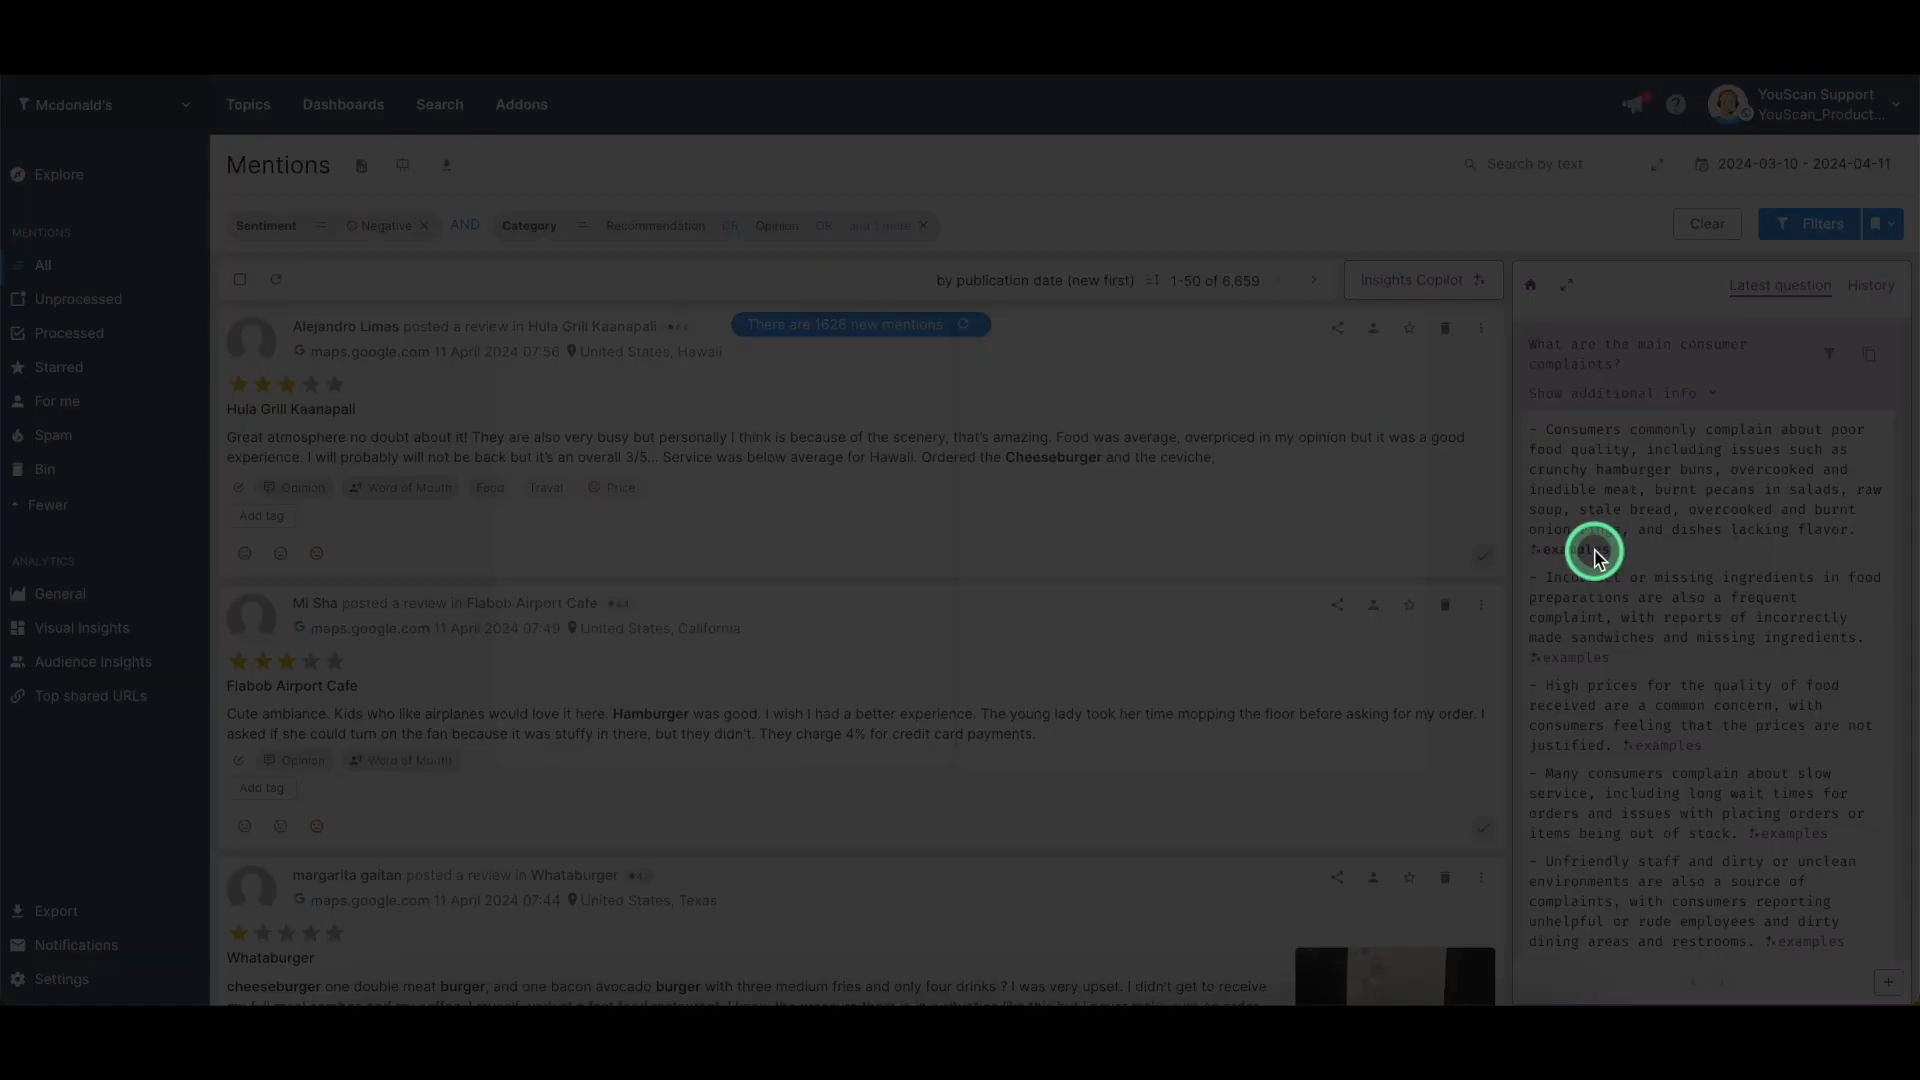 Mcdonald's
Topics
Dashboards
Search
Addons
YouScan Support
YouScan_Product...
Explore
MENTIONS
All
Unprocessed
Processed
Starred
For me
Spam
Bin
Fewer
ANALYTICS
General
Visual Insights
Audience Insights
Top shared URLs
Export
Notifications
Settings
Mentions
Search by text
2024-03-10 - 2024-04-11
Sentiment = Negative AND Category = Recommendation OR Opinion OR and 1 more
Clear
Filters
by publication date (new first) 1-50 of 6,659
Insights Copilot
There are 1628 new mentions
Alejandro Limas posted a review in Hula Grill Kaanapali
maps.google.com 11 April 2024 07:56 United States, Hawaii
Hula Grill Kaanapali
Great atmosphere no doubt about it! They are also very busy but personally I think is because of the scenery, that's amazing. Food was average, overpriced in my opinion but it was a good
experience. I will probably will not be back but it's an overall 3/5... Service was below average for Hawaii. Ordered the Cheeseburger and the ceviche,
Opinion Word of Mouth Food Travel Price
Add tag
Mi Sha posted a review in Flabob Airport Cafe
maps.google.com 11 April 2024 07:49 United States, California
Flabob Airport Cafe
Cute ambiance. Kids who like airplanes would love it here. Hamburger was good. I wish I had a better experience. The young lady took her time mopping the floor before asking for my order. I
asked if she could turn on the fan because it was stuffy in there, but they didn't. They charge 4% for credit card payments.
Opinion Word of Mouth
Add tag
margarita gaitan posted a review in Whataburger
maps.google.com 11 April 2024 07:44 United States, Texas
Whataburger
cheeseburger one double meat burger, and one bacon avocado burger with three medium fries and only four drinks ? I was very upset. I didn't get to receive
Latest question
History
What are the main consumer
complaints?
Show additional info
- Consumers commonly complain about poor
food quality, including issues such as
crunchy hamburger buns, overcooked and
inedible meat, burnt pecans in salads, raw
soup, stale bread, overcooked and burnt
onion rings, and dishes lacking flavor.
examples
- Incorrect or missing ingredients in food
preparations are also a frequent
complaint, with reports of incorrectly
made sandwiches and missing ingredients.
examples
- High prices for the quality of food
received are a common concern, with
consumers feeling that the prices are not
justified. examples
- Many consumers complain about slow
service, including long wait times for
orders and issues with placing orders or
items being out of stock. examples
- Unfriendly staff and dirty or unclean
environments are also a source of
complaints, with consumers reporting
unhelpful or rude employees and dirty
dining areas and restrooms. examples